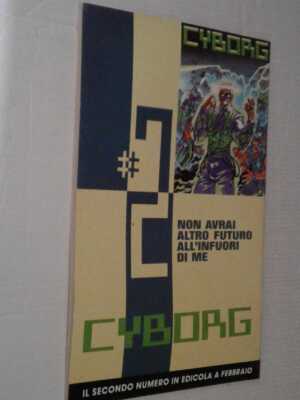 CYBORG
#2
NON AVRAI
ALTRO FUTURO
ALL'INFUORI
DI ME
CYBORG
IL SECONDO NUMERO IN EDICOLA A FEBBRAIO